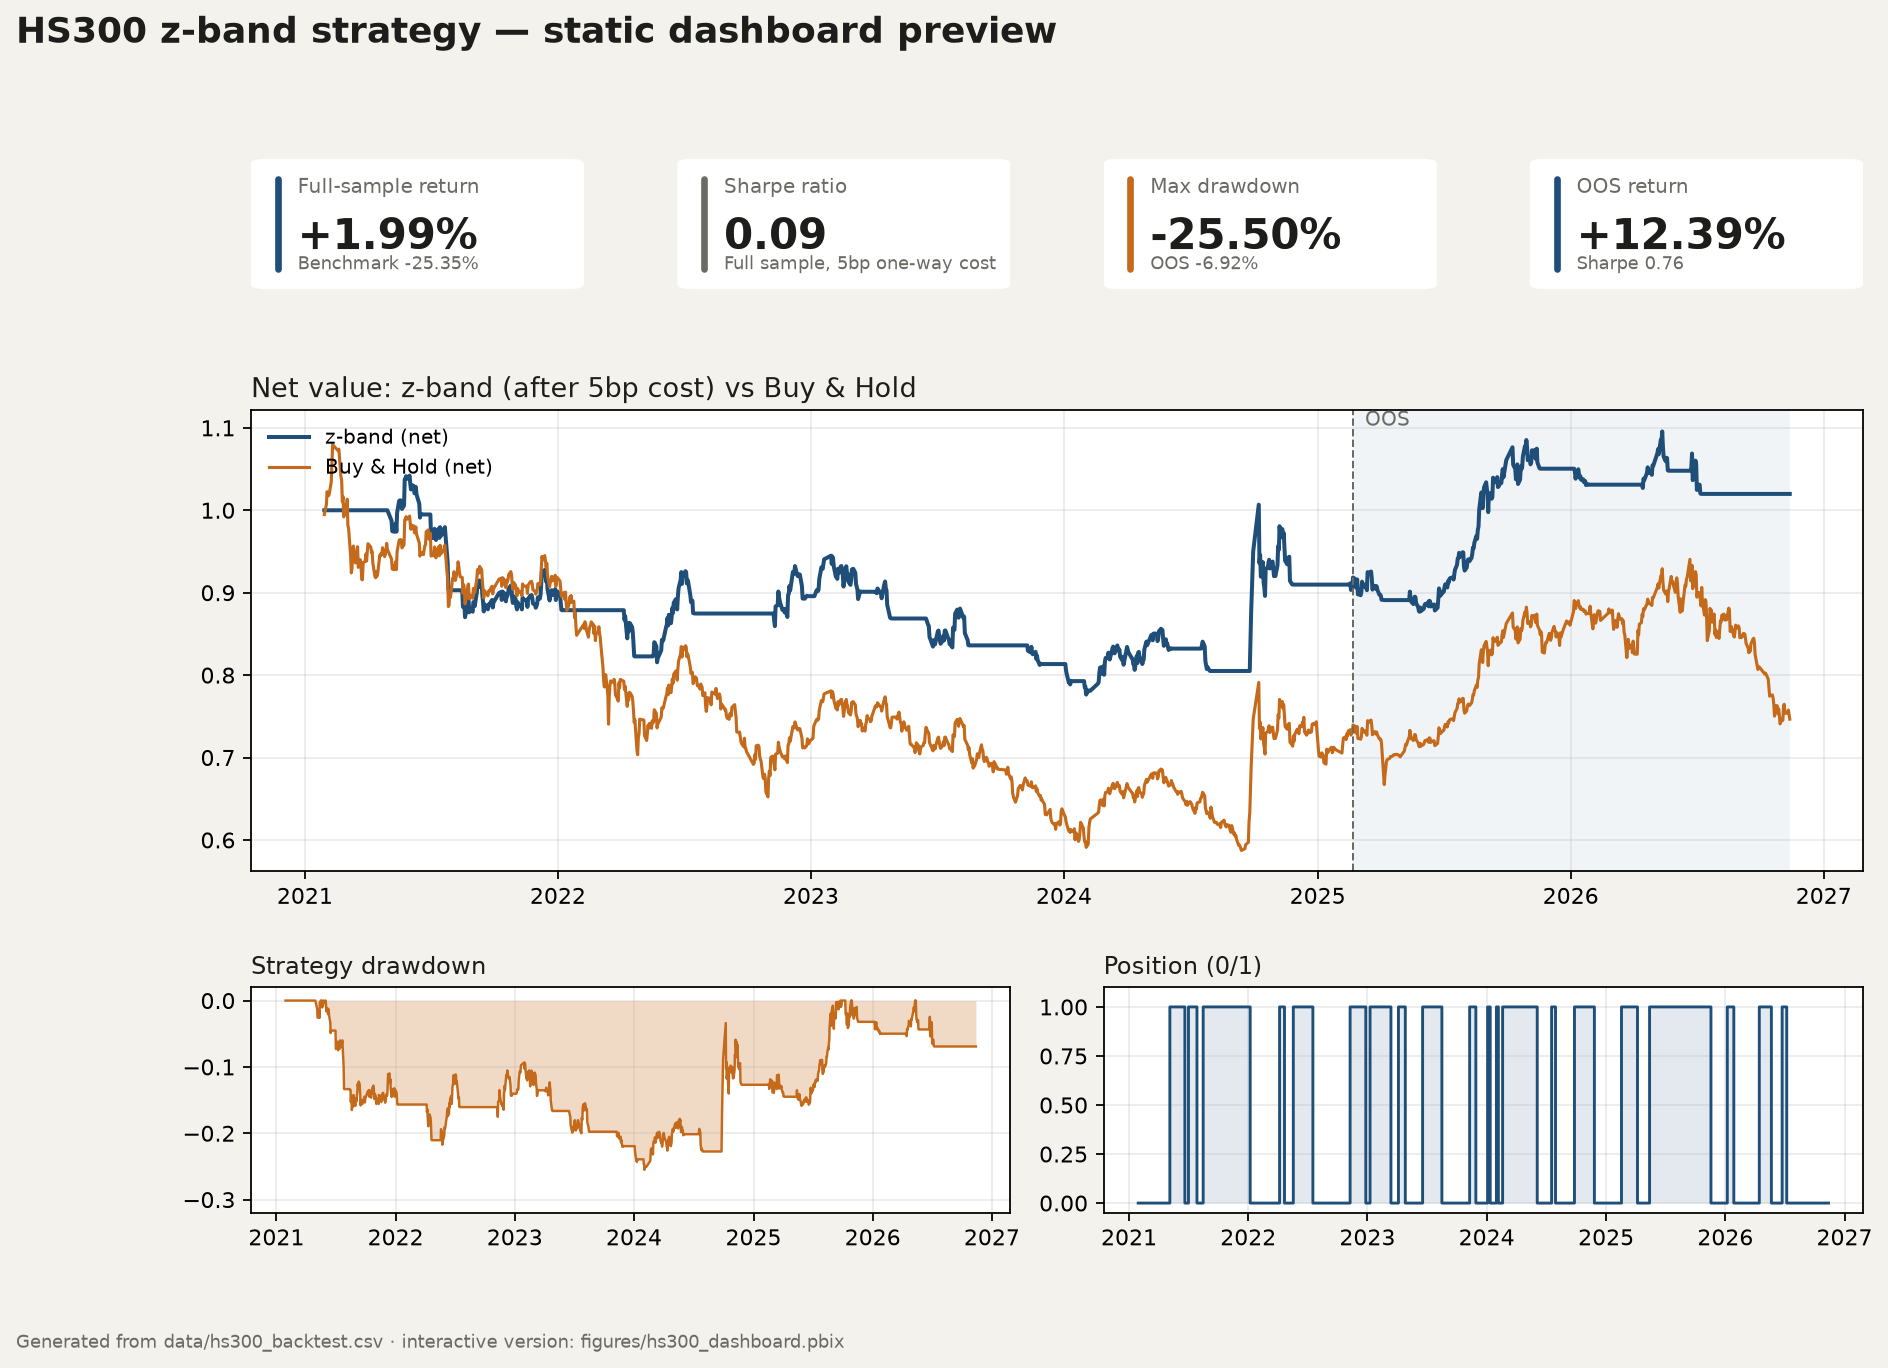 HS300 z-band strategy — static dashboard preview
Full-sample return
+1.99%
Benchmark -25.35%
Sharpe ratio
0.09
Full sample, 5bp one-way cost
Max drawdown
-25.50%
OOS -6.92%
OOS return
+12.39%
Sharpe 0.76
Net value: z-band (after 5bp cost) vs Buy & Hold
OOS
z-band (net)
Buy & Hold (net)
1.1
1.0
0.9
0.8
0.7
0.6
2021 2022 2023 2024 2025 2026 2027
Strategy drawdown
0.0
−0.1
−0.2
−0.3
2021 2022 2023 2024 2025 2026 2027
Position (0/1)
1.00
0.75
0.50
0.25
0.00
2021 2022 2023 2024 2025 2026 2027
Generated from data/hs300_backtest.csv · interactive version: figures/hs300_dashboard.pbix